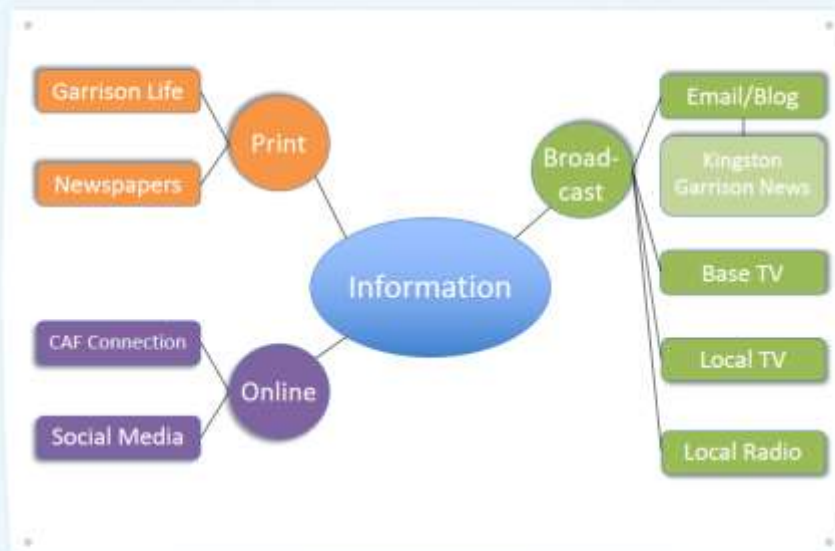 Garrison Life
Newspapers
Print
Broad-
cast
Email/Blog
Kingston
Garrison News
Base TV
Local TV
Local Radio
Information
CAF Connection
Social Media
Online